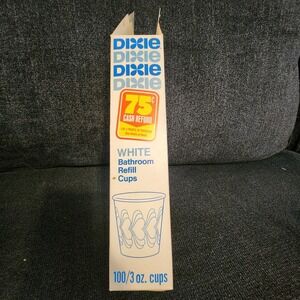 DIXIE
DIXIE
DIXIE
DIXIE
75¢
CASH REFUND
WHITE
Bathroom
Refill
Cups
100/3 oz. cups